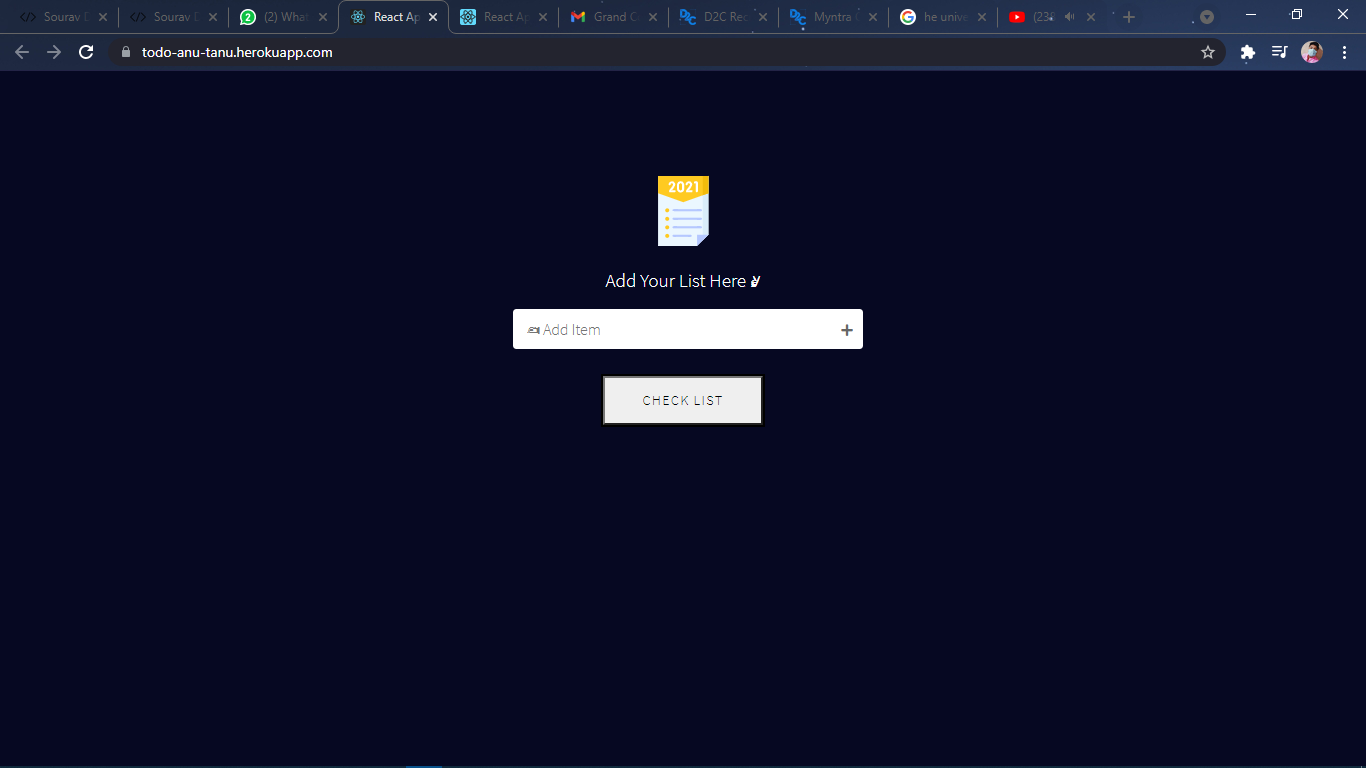 Sourav D
Sourav D
2
(2) What
React Ap
React Ap
Grand C
D2C Rec
Myntra
he unive
todo-anu-tanu.herokuapp.com
2021
Add Your List Here
Add Item
CHECK LIST